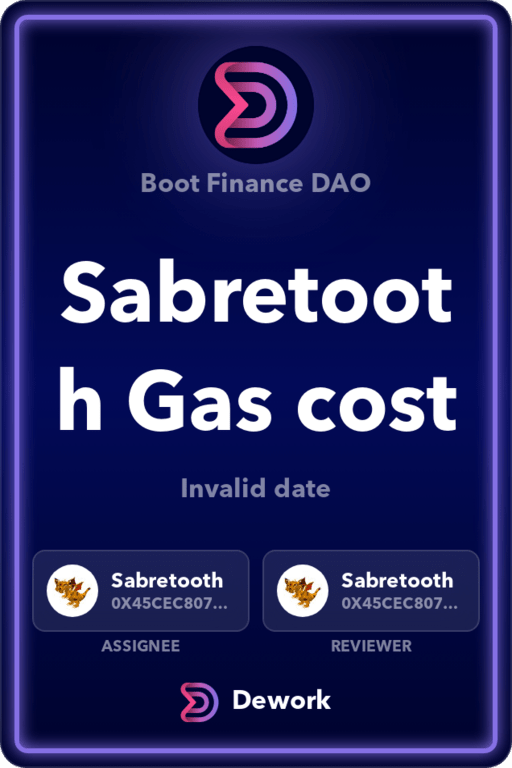 Boot Finance DAO
Sabretoot
h Gas cost
Invalid date
Sabretooth
0X45CEC807...
ASSIGNEE
Sabretooth
0X45CEC807...
REVIEWER
Dework